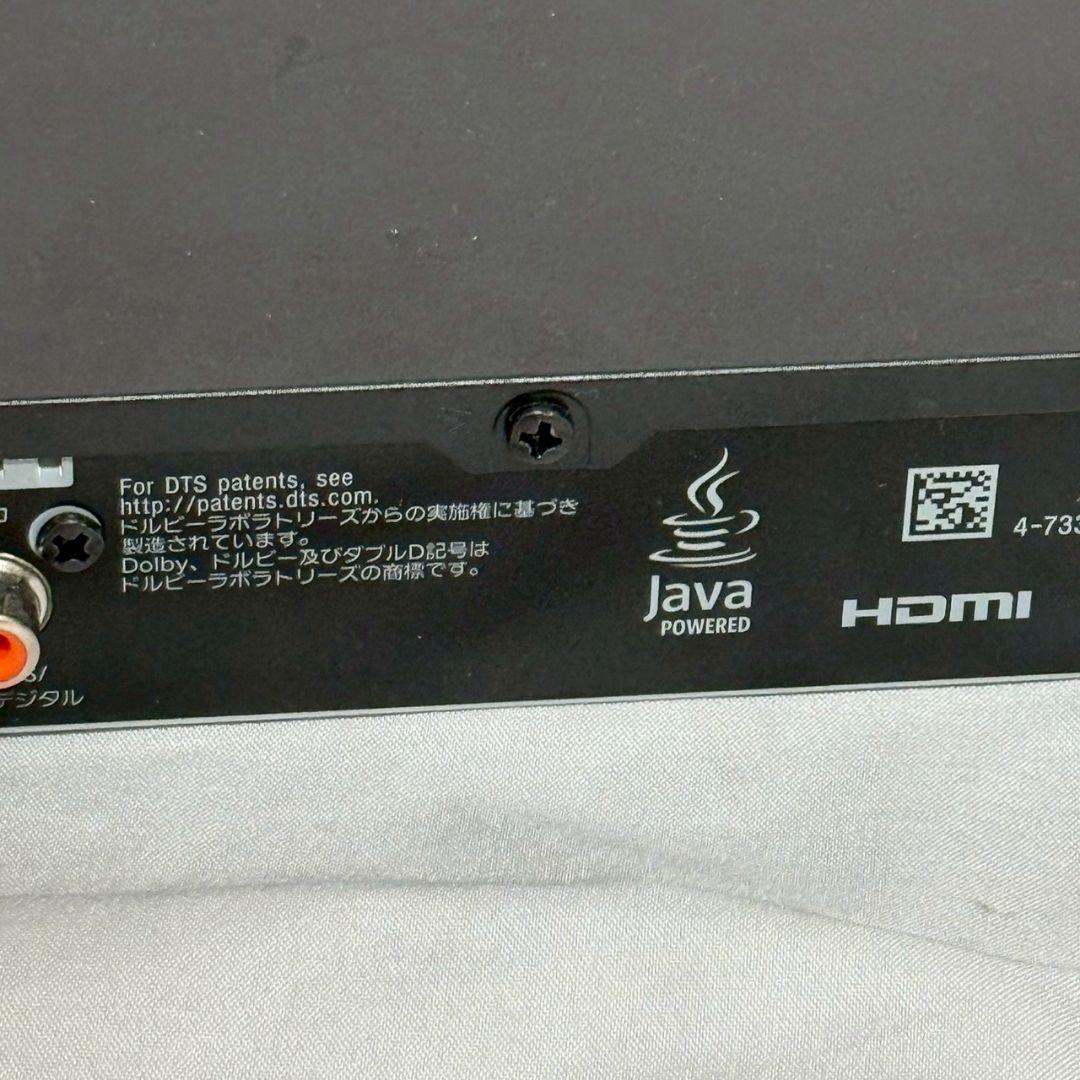 For DTS patents, see
http://patents.dts.com.
ドルビーラボラトリーズからの実施権に基づき
製造されています。
Dolby、ドルビー及びダブルD記号は
ドルビーラボラトリーズの商標です。
S/
デジタル
Java
POWERED
HDMI
4-733